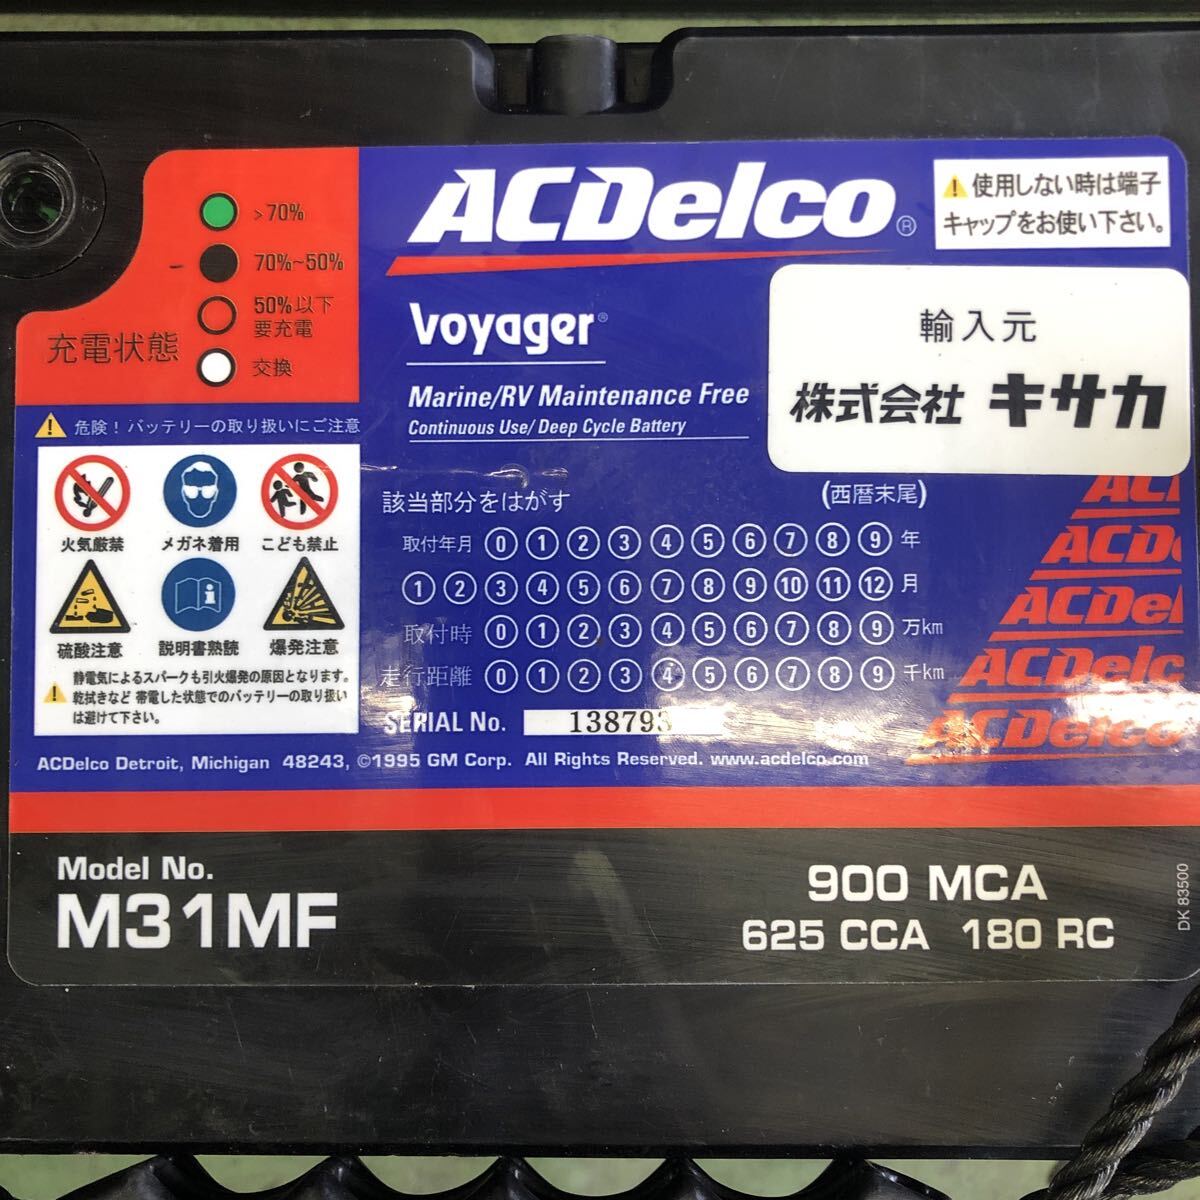 >70%
70%~50%
50%以下
要充電
交換
充電状態
ACDelco®
⚠使用しない時は端子
キャップをお使い下さい。
Voyager®
Marine/RV Maintenance Free
Continuous Use/ Deep Cycle Battery
輸入元
株式会社 キサカ
危険！バッテリーの取り扱いにご注意
火気厳禁 メガネ着用 こども禁止
硫酸注意 説明書熟読 爆発注意
静電気によるスパークも引火爆発の原因となります。
乾拭きなど 帯電した状態でのバッテリーの取り扱い
は避けて下さい。
該当部分をはがす (西暦末尾)
取付年月 0 1 2 3 4 5 6 7 8 9 年
1 2 3 4 5 6 7 8 9 10 11 12 月
取付時 0 1 2 3 4 5 6 7 8 9 万km
走行距離 0 1 2 3 4 5 6 7 8 9 千km
SERIAL No. 138793
ACDelco
ACDelco
ACDelco
ACDelco Detroit, Michigan 48243, ©1995 GM Corp. All Rights Reserved. www.acdelco.com
Model No.
M31MF
900 MCA
625 CCA 180 RC
DK 83500